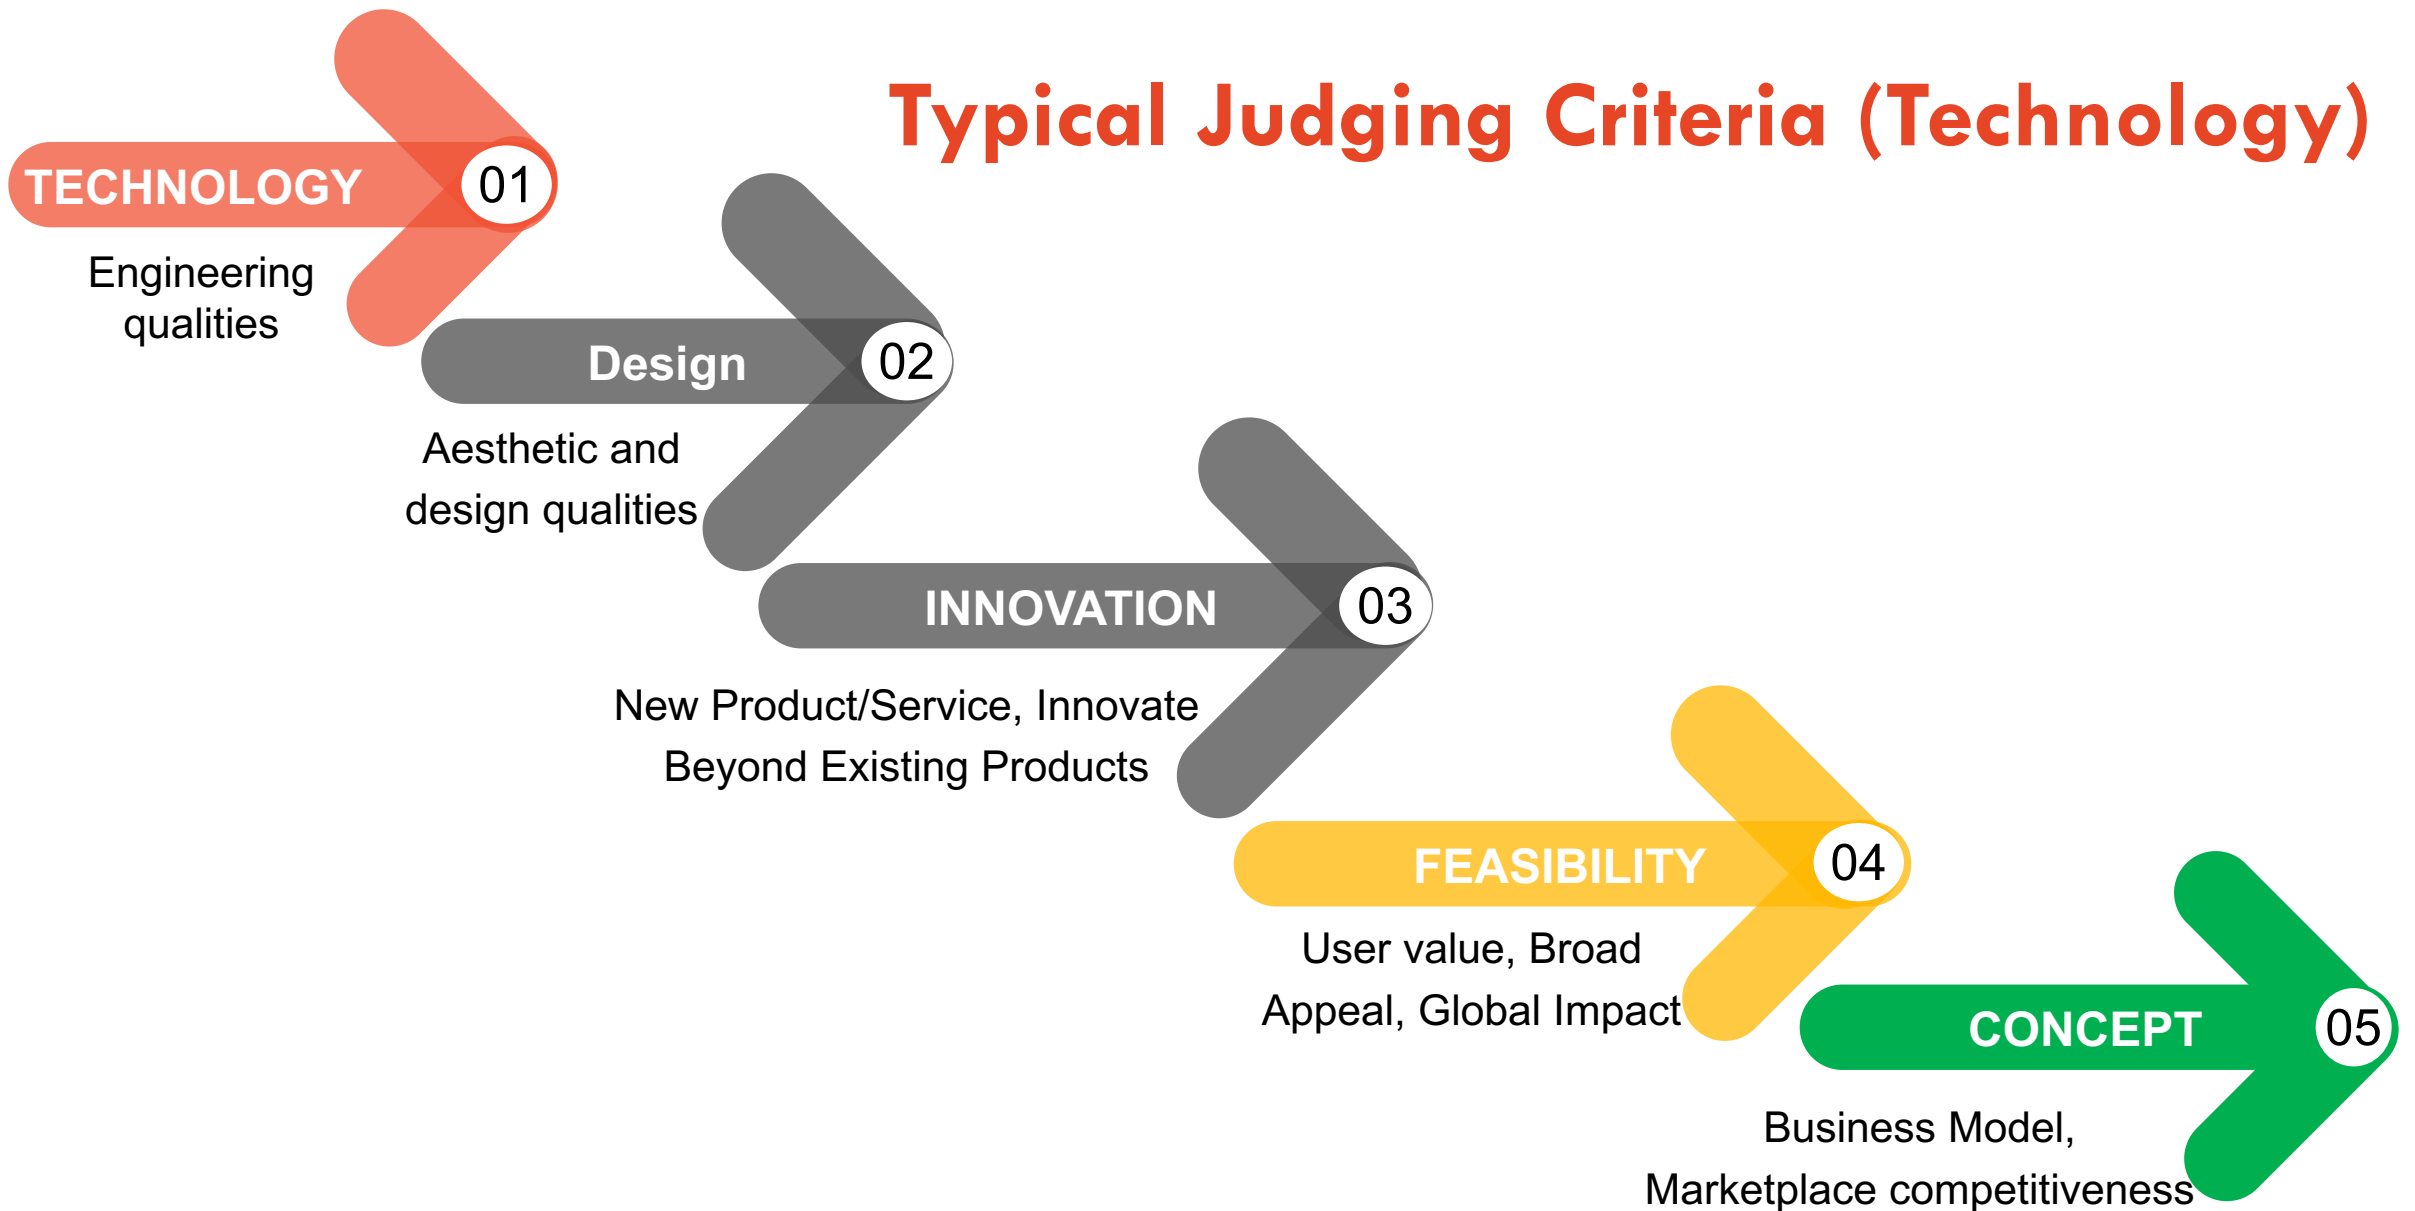 Typical Judging Criteria (Technology)
TECHNOLOGY 01
Engineering
qualities
Design 02
Aesthetic and
design qualities
INNOVATION 03
New Product/Service, Innovate
Beyond Existing Products
FEASIBILITY 04
User value, Broad
Appeal, Global Impact
CONCEPT 05
Business Model,
Marketplace competitiveness